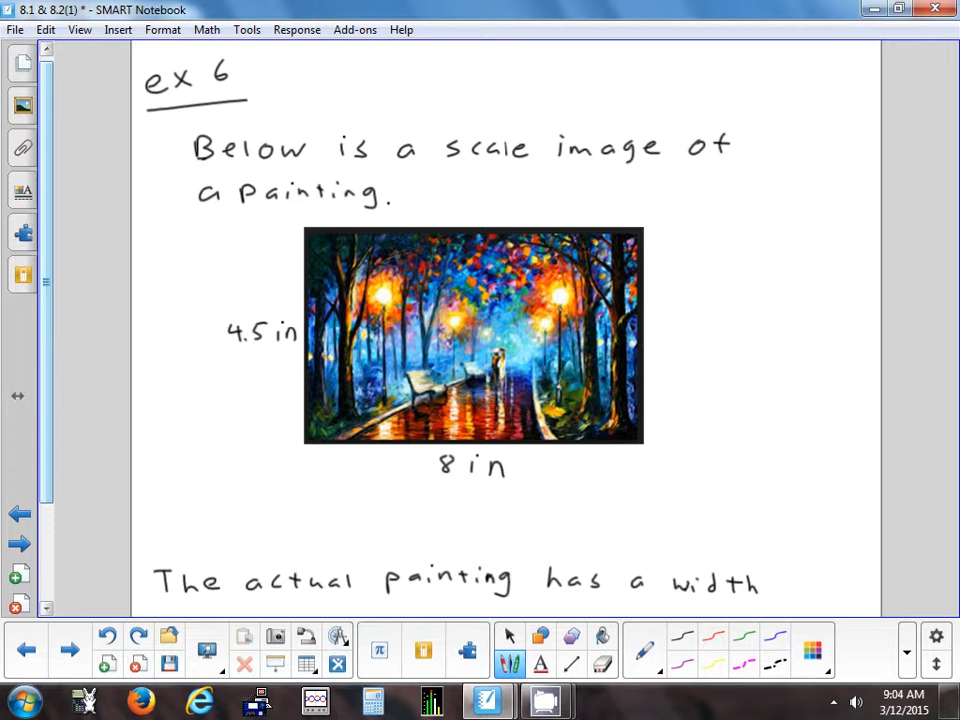 8.1 & 8.2(1) * - SMART Notebook
File Edit View Insert Format Math Tools Response Add-ons Help
ex 6
Below is a scale image of
a painting.
4.5 in
8 in
The actual painting has a width
9:04 AM
3/12/2015